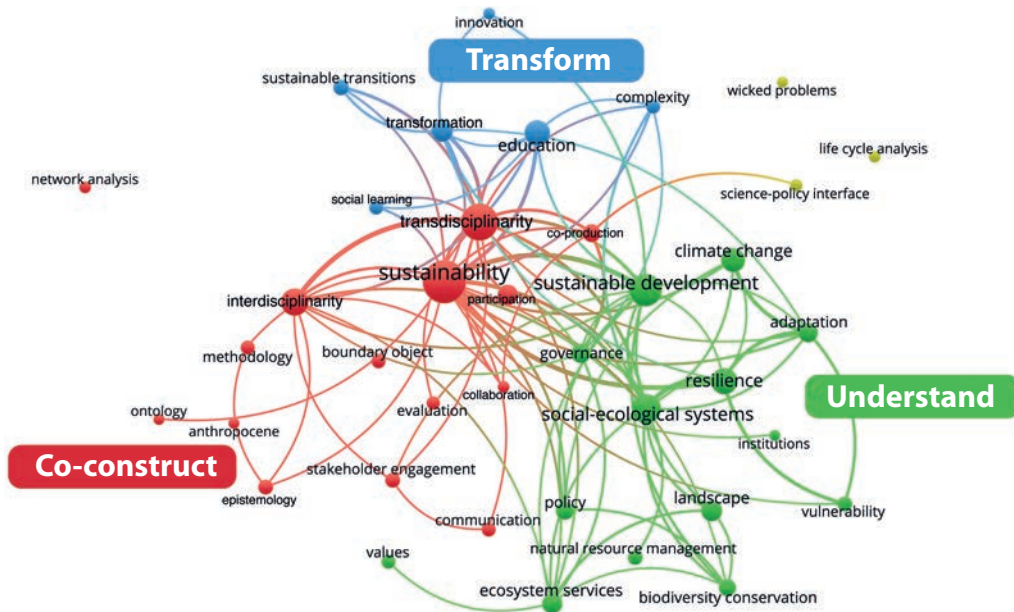 innovation
Transform
sustainable transitions
wicked problems
complexity
transformation
education
life cycle analysis
network analysis
science-policy interface
social learning
transdisciplinarity
co-production
climate change
sustainability
sustainable development
interdisciplinarity
participation
adaptation
methodology
boundary object
governance
resilience
collaboration
Understand
ontology
evaluation
social-ecological systems
anthropocene
institutions
Co-construct
stakeholder engagement
epistemology
policy
landscape
vulnerability
communication
values
natural resource management
ecosystem services
biodiversity conservation